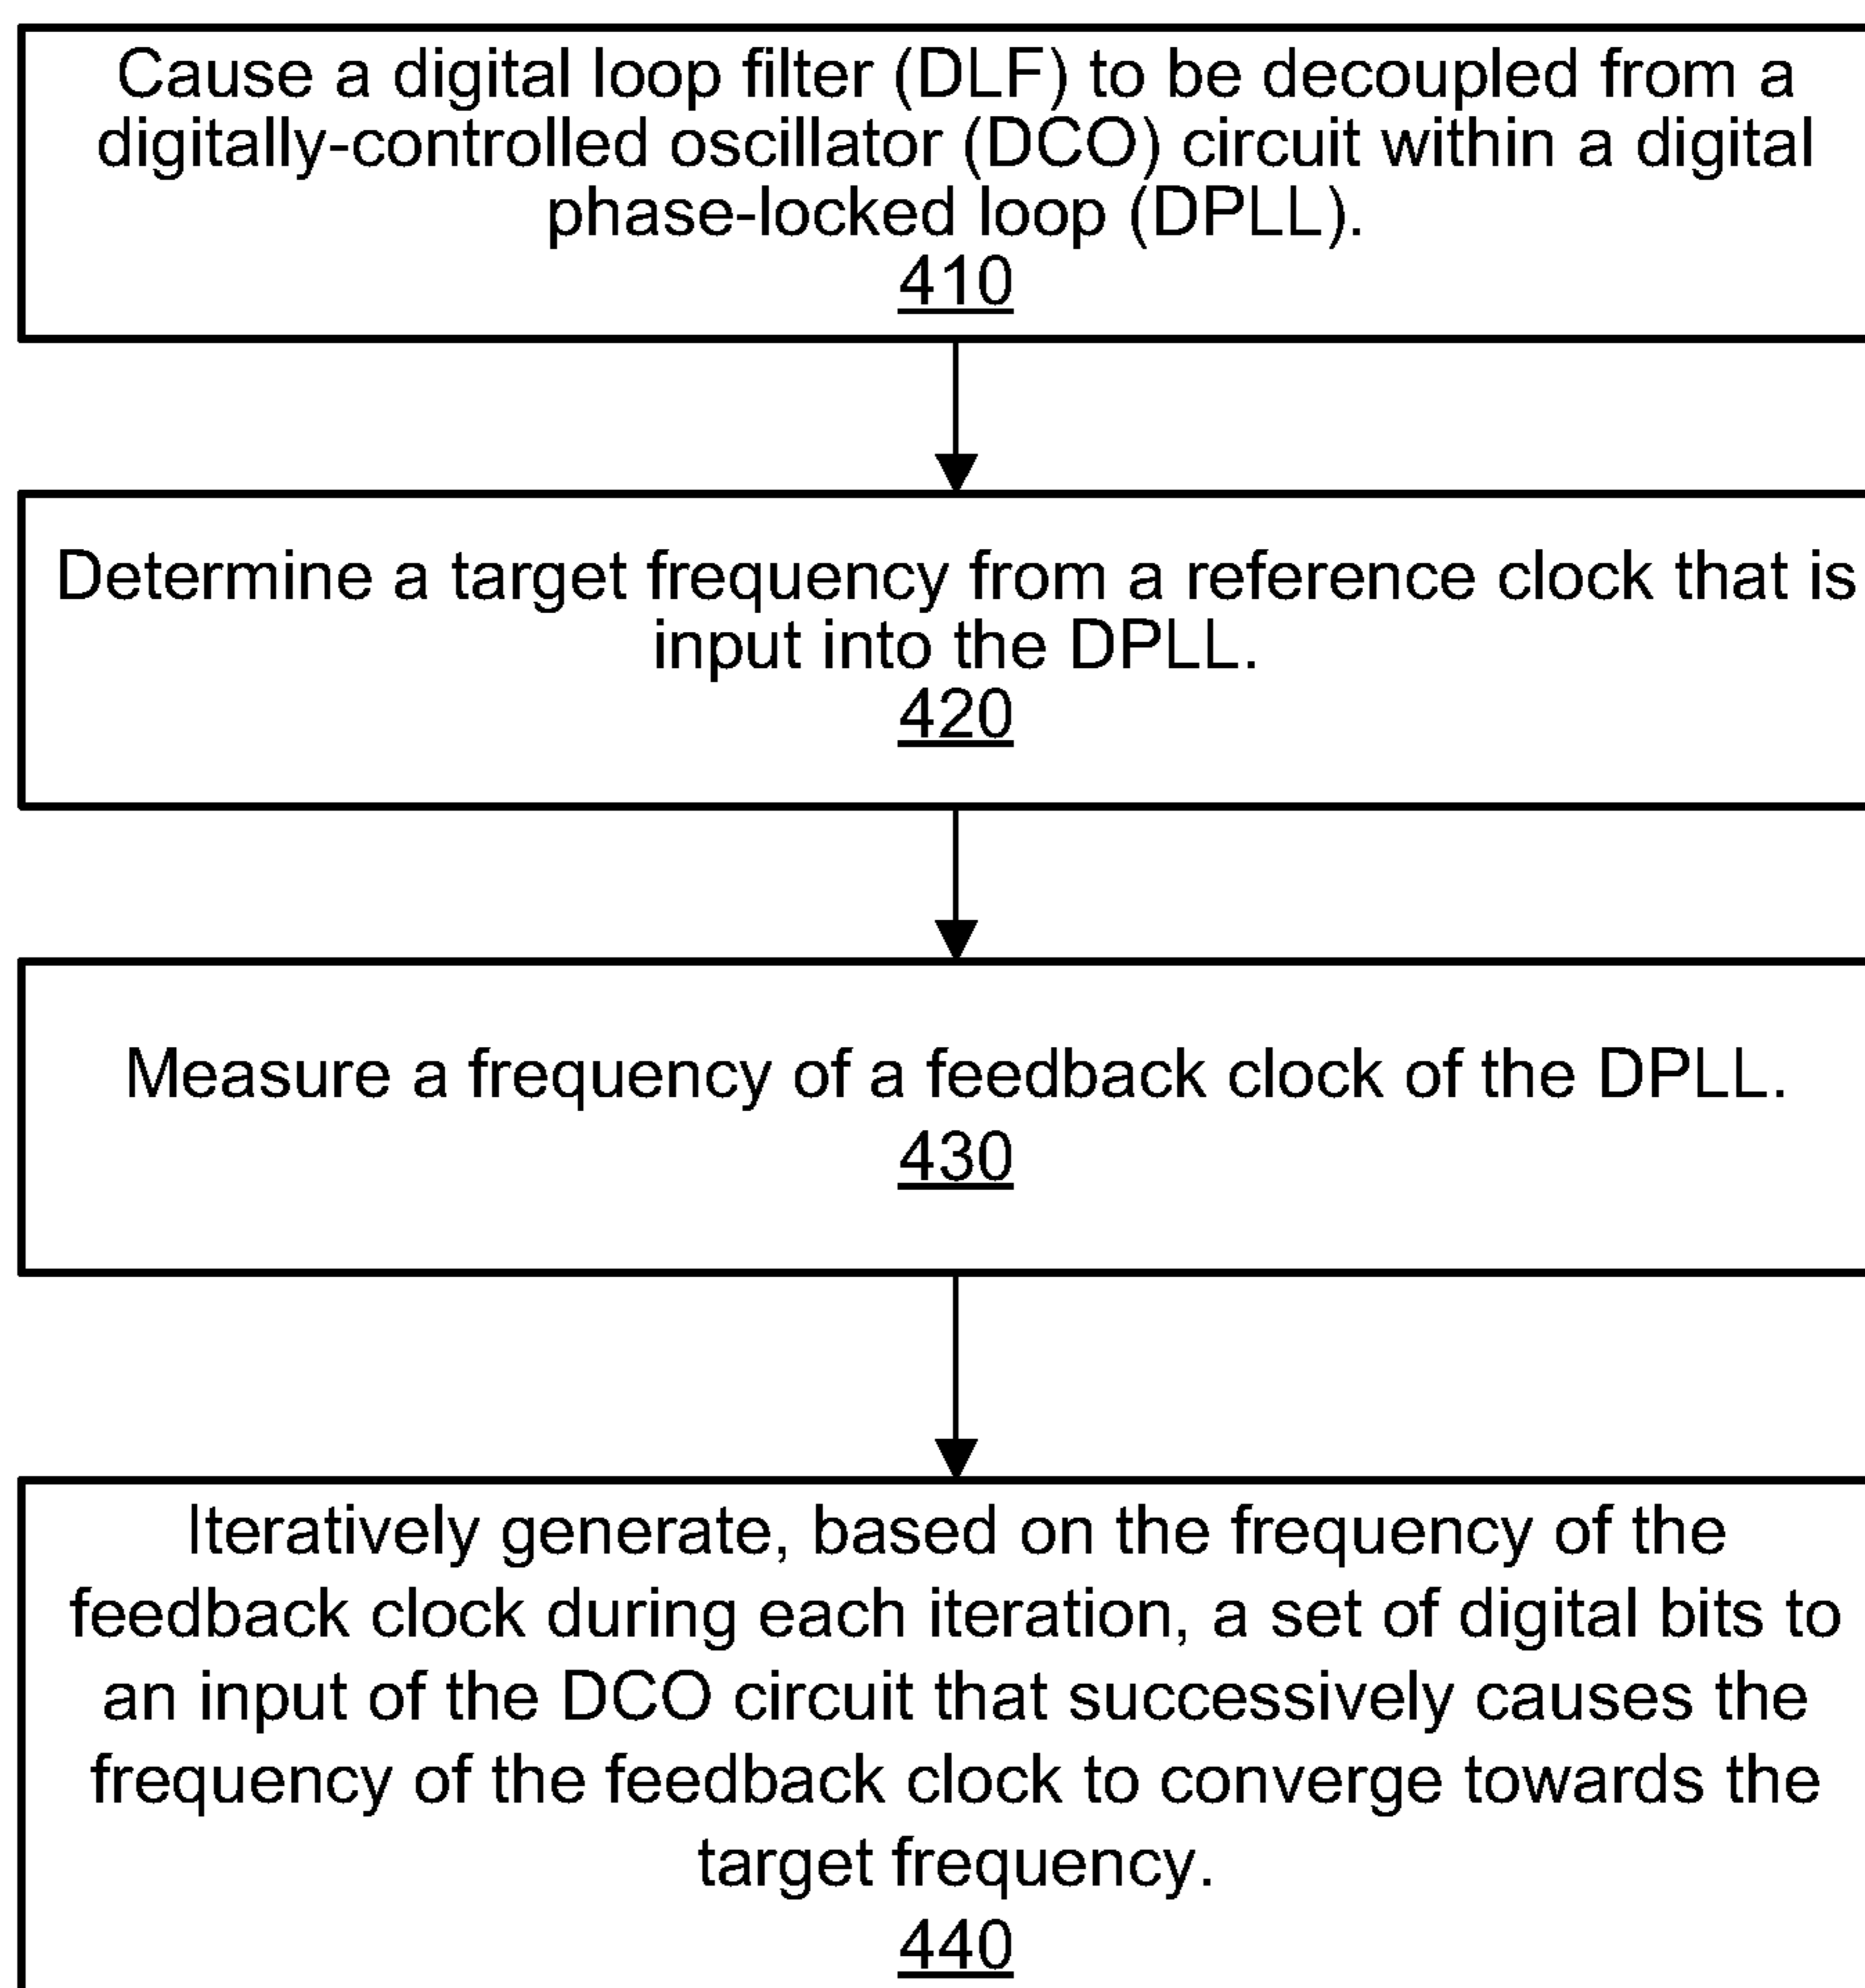 Cause a digital loop filter (DLF) to be decoupled from a
digitally-controlled oscillator (DCO) circuit within a digital
phase-locked loop (DPLL).
410
Determine a target frequency from a reference clock that is
input into the DPLL.
420
Measure a frequency of a feedback clock of the DPLL.
430
Iteratively generate, based on the frequency of the
feedback clock during each iteration, a set of digital bits to
an input of the DCO circuit that successively causes the
frequency of the feedback clock to converge towards the
target frequency.
440